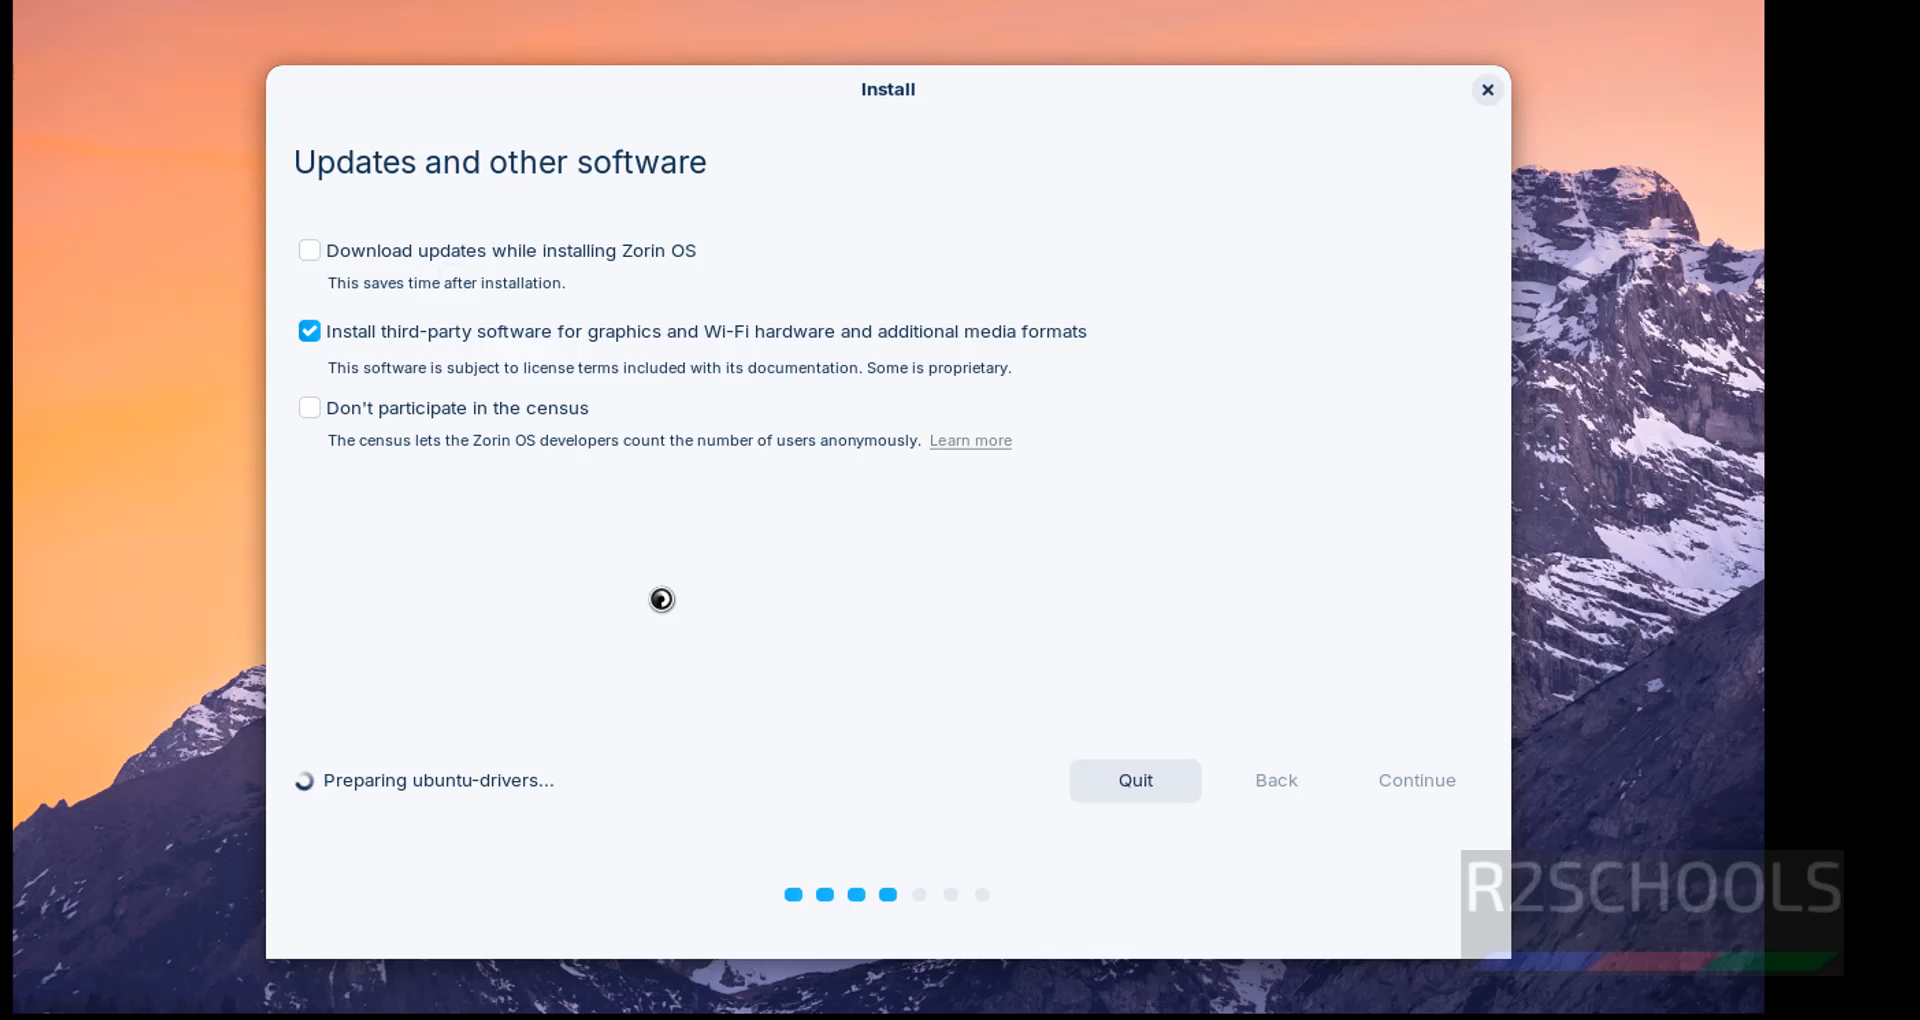 Install
Updates and other software
Download updates while installing Zorin OS
This saves time after installation.
Install third-party software for graphics and Wi-Fi hardware and additional media formats
This software is subject to license terms included with its documentation. Some is proprietary.
Don't participate in the census
The census lets the Zorin OS developers count the number of users anonymously. Learn more
Preparing ubuntu-drivers... Quit Back Continue
R2SCHOOLS